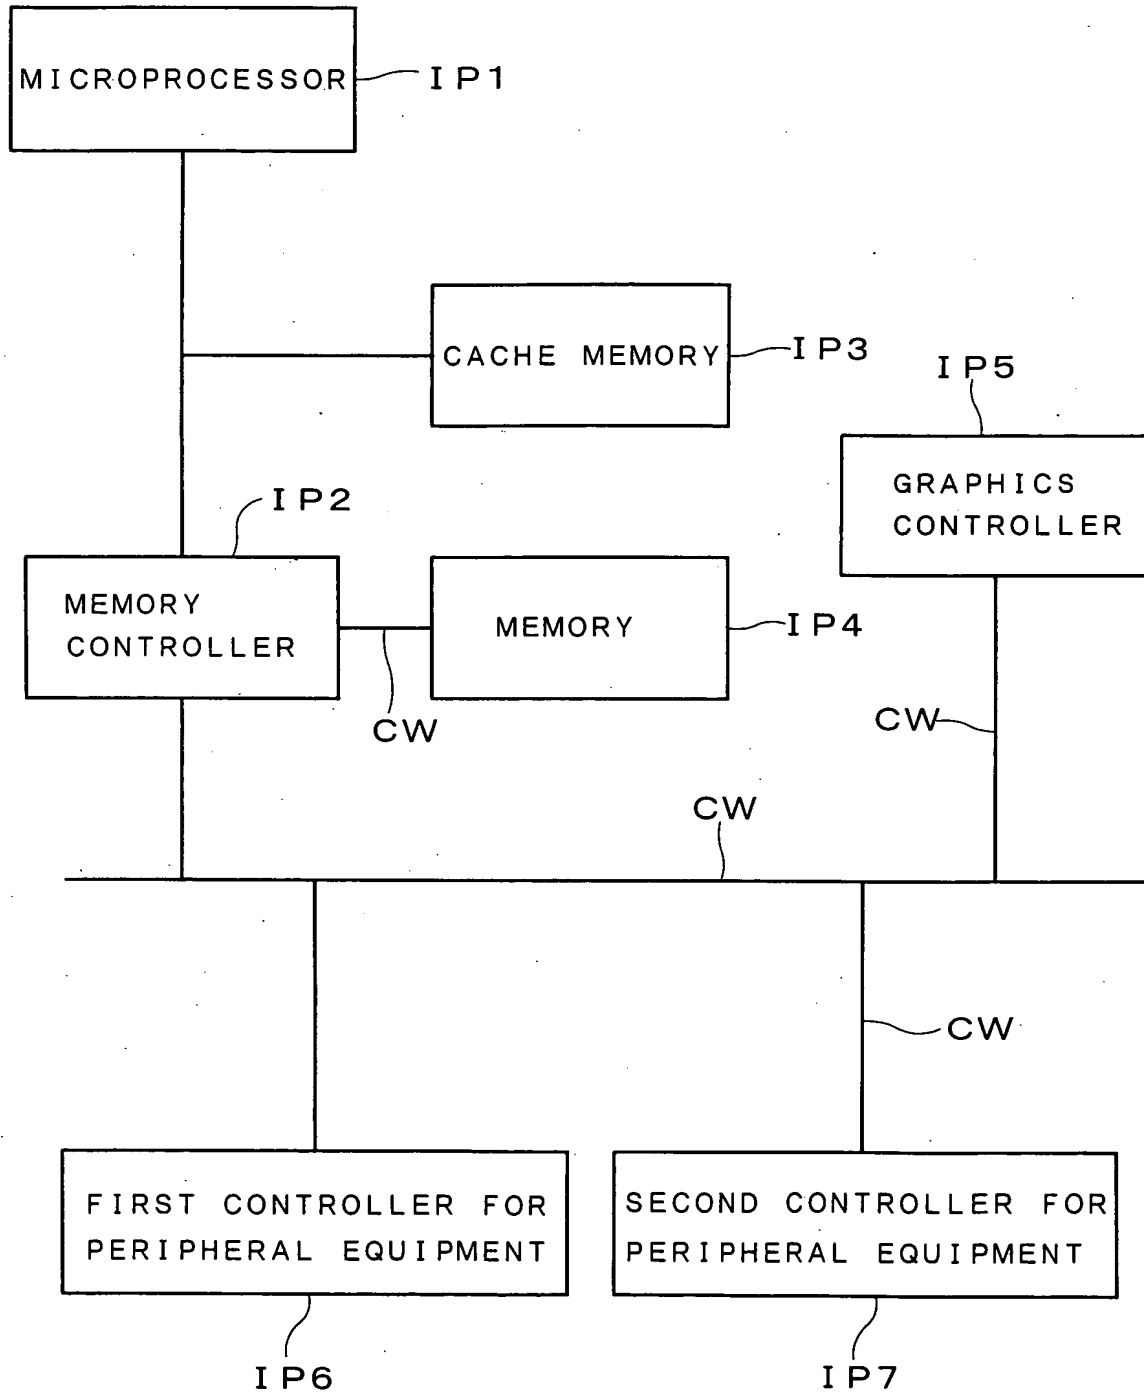 MICROPROCESSOR
IP1
CACHE MEMORY
IP3
IP5
GRAPHICS
CONTROLLER
IP2
MEMORY
CONTROLLER
MEMORY
IP4
CW
CW
CW
CW
FIRST CONTROLLER FOR
PERIPHERAL EQUIPMENT
SECOND CONTROLLER FOR
PERIPHERAL EQUIPMENT
IP6
IP7